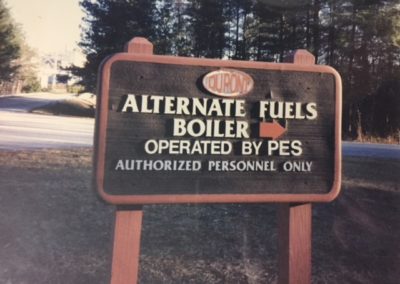 DUPONT
ALTERNATE FUELS
BOILER
OPERATED BY PES
AUTHORIZED PERSONNEL ONLY